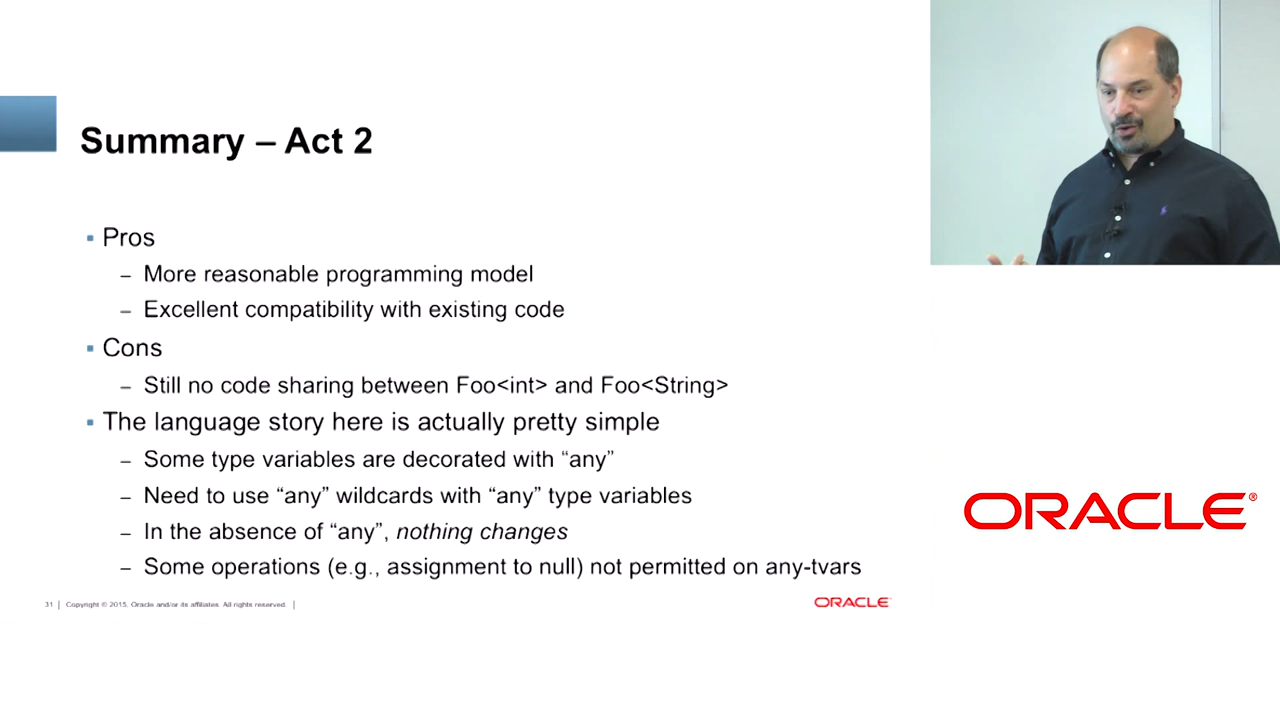 Summary – Act 2
▪ Pros
– More reasonable programming model
– Excellent compatibility with existing code
▪ Cons
– Still no code sharing between Foo<int> and Foo<String>
▪ The language story here is actually pretty simple
– Some type variables are decorated with “any”
– Need to use “any” wildcards with “any” type variables
– In the absence of “any”, nothing changes
– Some operations (e.g., assignment to null) not permitted on any-tvars
31 | Copyright © 2015, Oracle and/or its affiliates. All rights reserved. |
ORACLE
ORACLE®